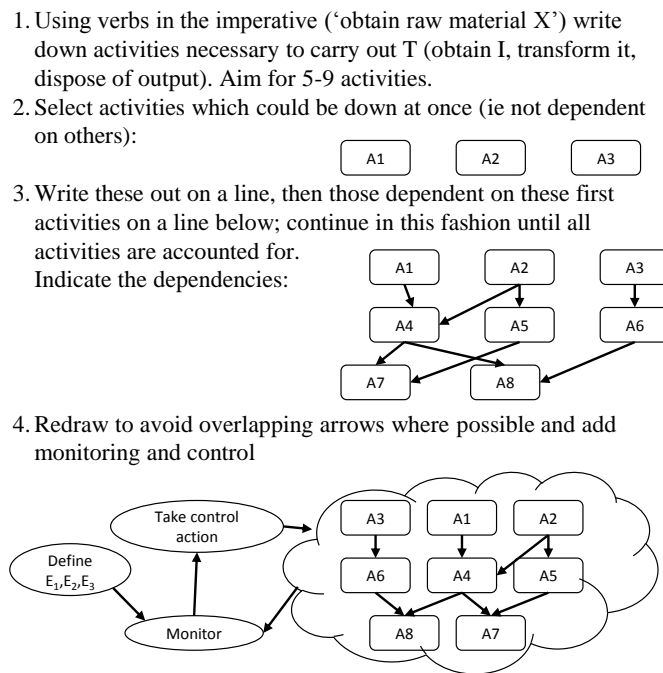 1. Using verbs in the imperative (‘obtain raw material X’) write
down activities necessary to carry out T (obtain I, transform it,
dispose of output). Aim for 5-9 activities.
2. Select activities which could be down at once (ie not dependent
on others):
A1 A2 A3
3. Write these out on a line, then those dependent on these first
activities on a line below; continue in this fashion until all
activities are accounted for.
Indicate the dependencies:
A1 A2 A3
A4 A5 A6
A7 A8
4. Redraw to avoid overlapping arrows where possible and add
monitoring and control
Take control
action
A3 A1 A2
Define
E₁,E₂,E₃
A6 A4 A5
Monitor
A8 A7